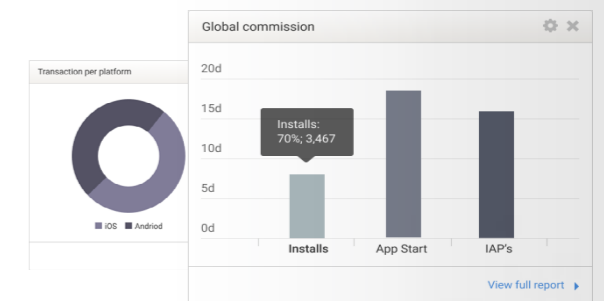 Global commission
Transaction per platform
20d
15d
10d
5d
0d
Installs:
70%; 3,467
Installs App Start IAP's
iOS Andriod
View full report